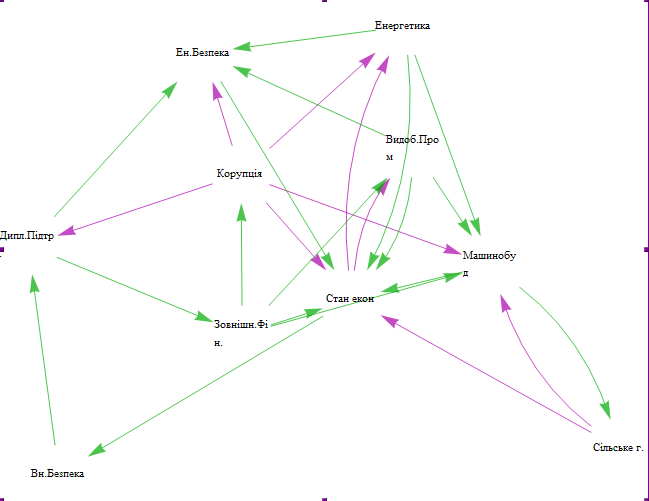 Енергетика
Ен.Безпека
Видоб.Про
м
Корупція
Дипл.Підтр
Машинобу
д
Стан екон
Зовнішн.Фі
н.
Сільське г.
Вн.Безпека